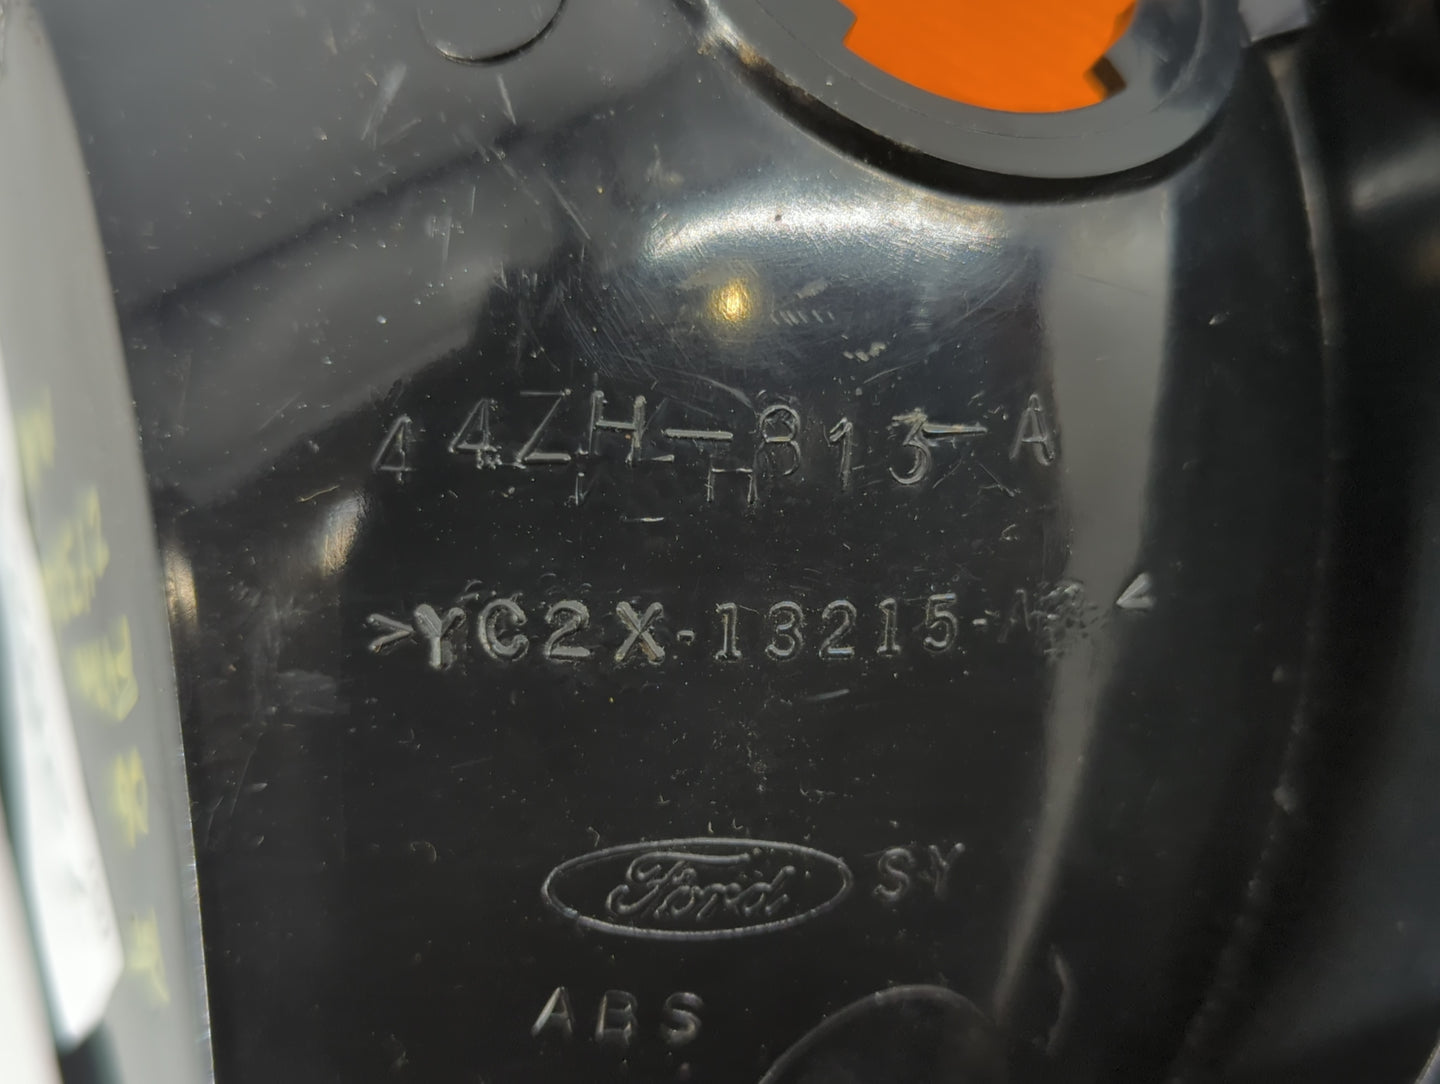 44ZH-813-A
>YC2X-13215-A
Ford SY
ABS